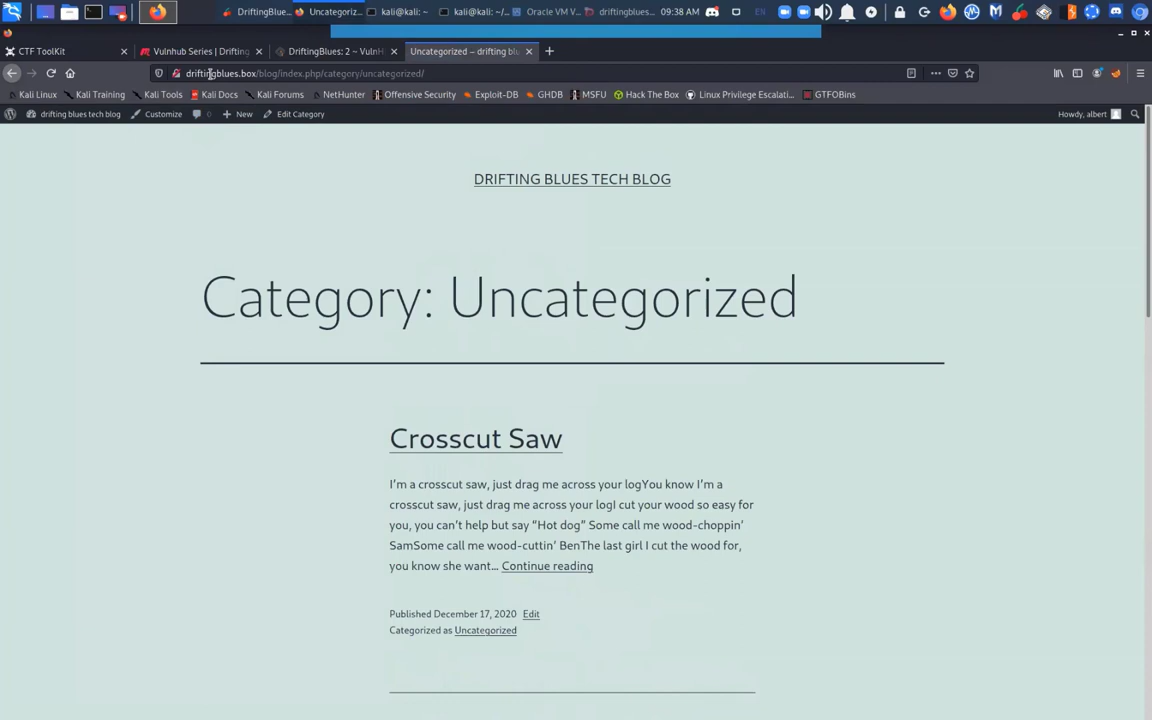 DriftingBlue...
Uncategoriz...
kali@kali: ~
kali@kali: ~/...
Oracle VM V...
driftingblues...
EN
09:38 AM
CTF ToolKit
Vulnhub Series | Drifting
DriftingBlues: 2 ~ VulnH
Uncategorized – drifting blu
driftingblues.box/blog/index.php/category/uncategorized/
Kali Linux
Kali Training
Kali Tools
Kali Docs
Kali Forums
NetHunter
Offensive Security
Exploit-DB
GHDB
MSFU
Hack The Box
Linux Privilege Escalati...
GTFOBins
drifting blues tech blog
Customize
0
New
Edit Category
Howdy, albert
DRIFTING BLUES TECH BLOG
Category: Uncategorized
Crosscut Saw
I'm a crosscut saw, just drag me across your logYou know I'm a
crosscut saw, just drag me across your logI cut your wood so easy for
you, you can't help but say “Hot dog” Some call me wood-choppin'
SamSome call me wood-cuttin' BenThe last girl I cut the wood for,
you know she want… Continue reading
Published December 17, 2020 Edit
Categorized as Uncategorized